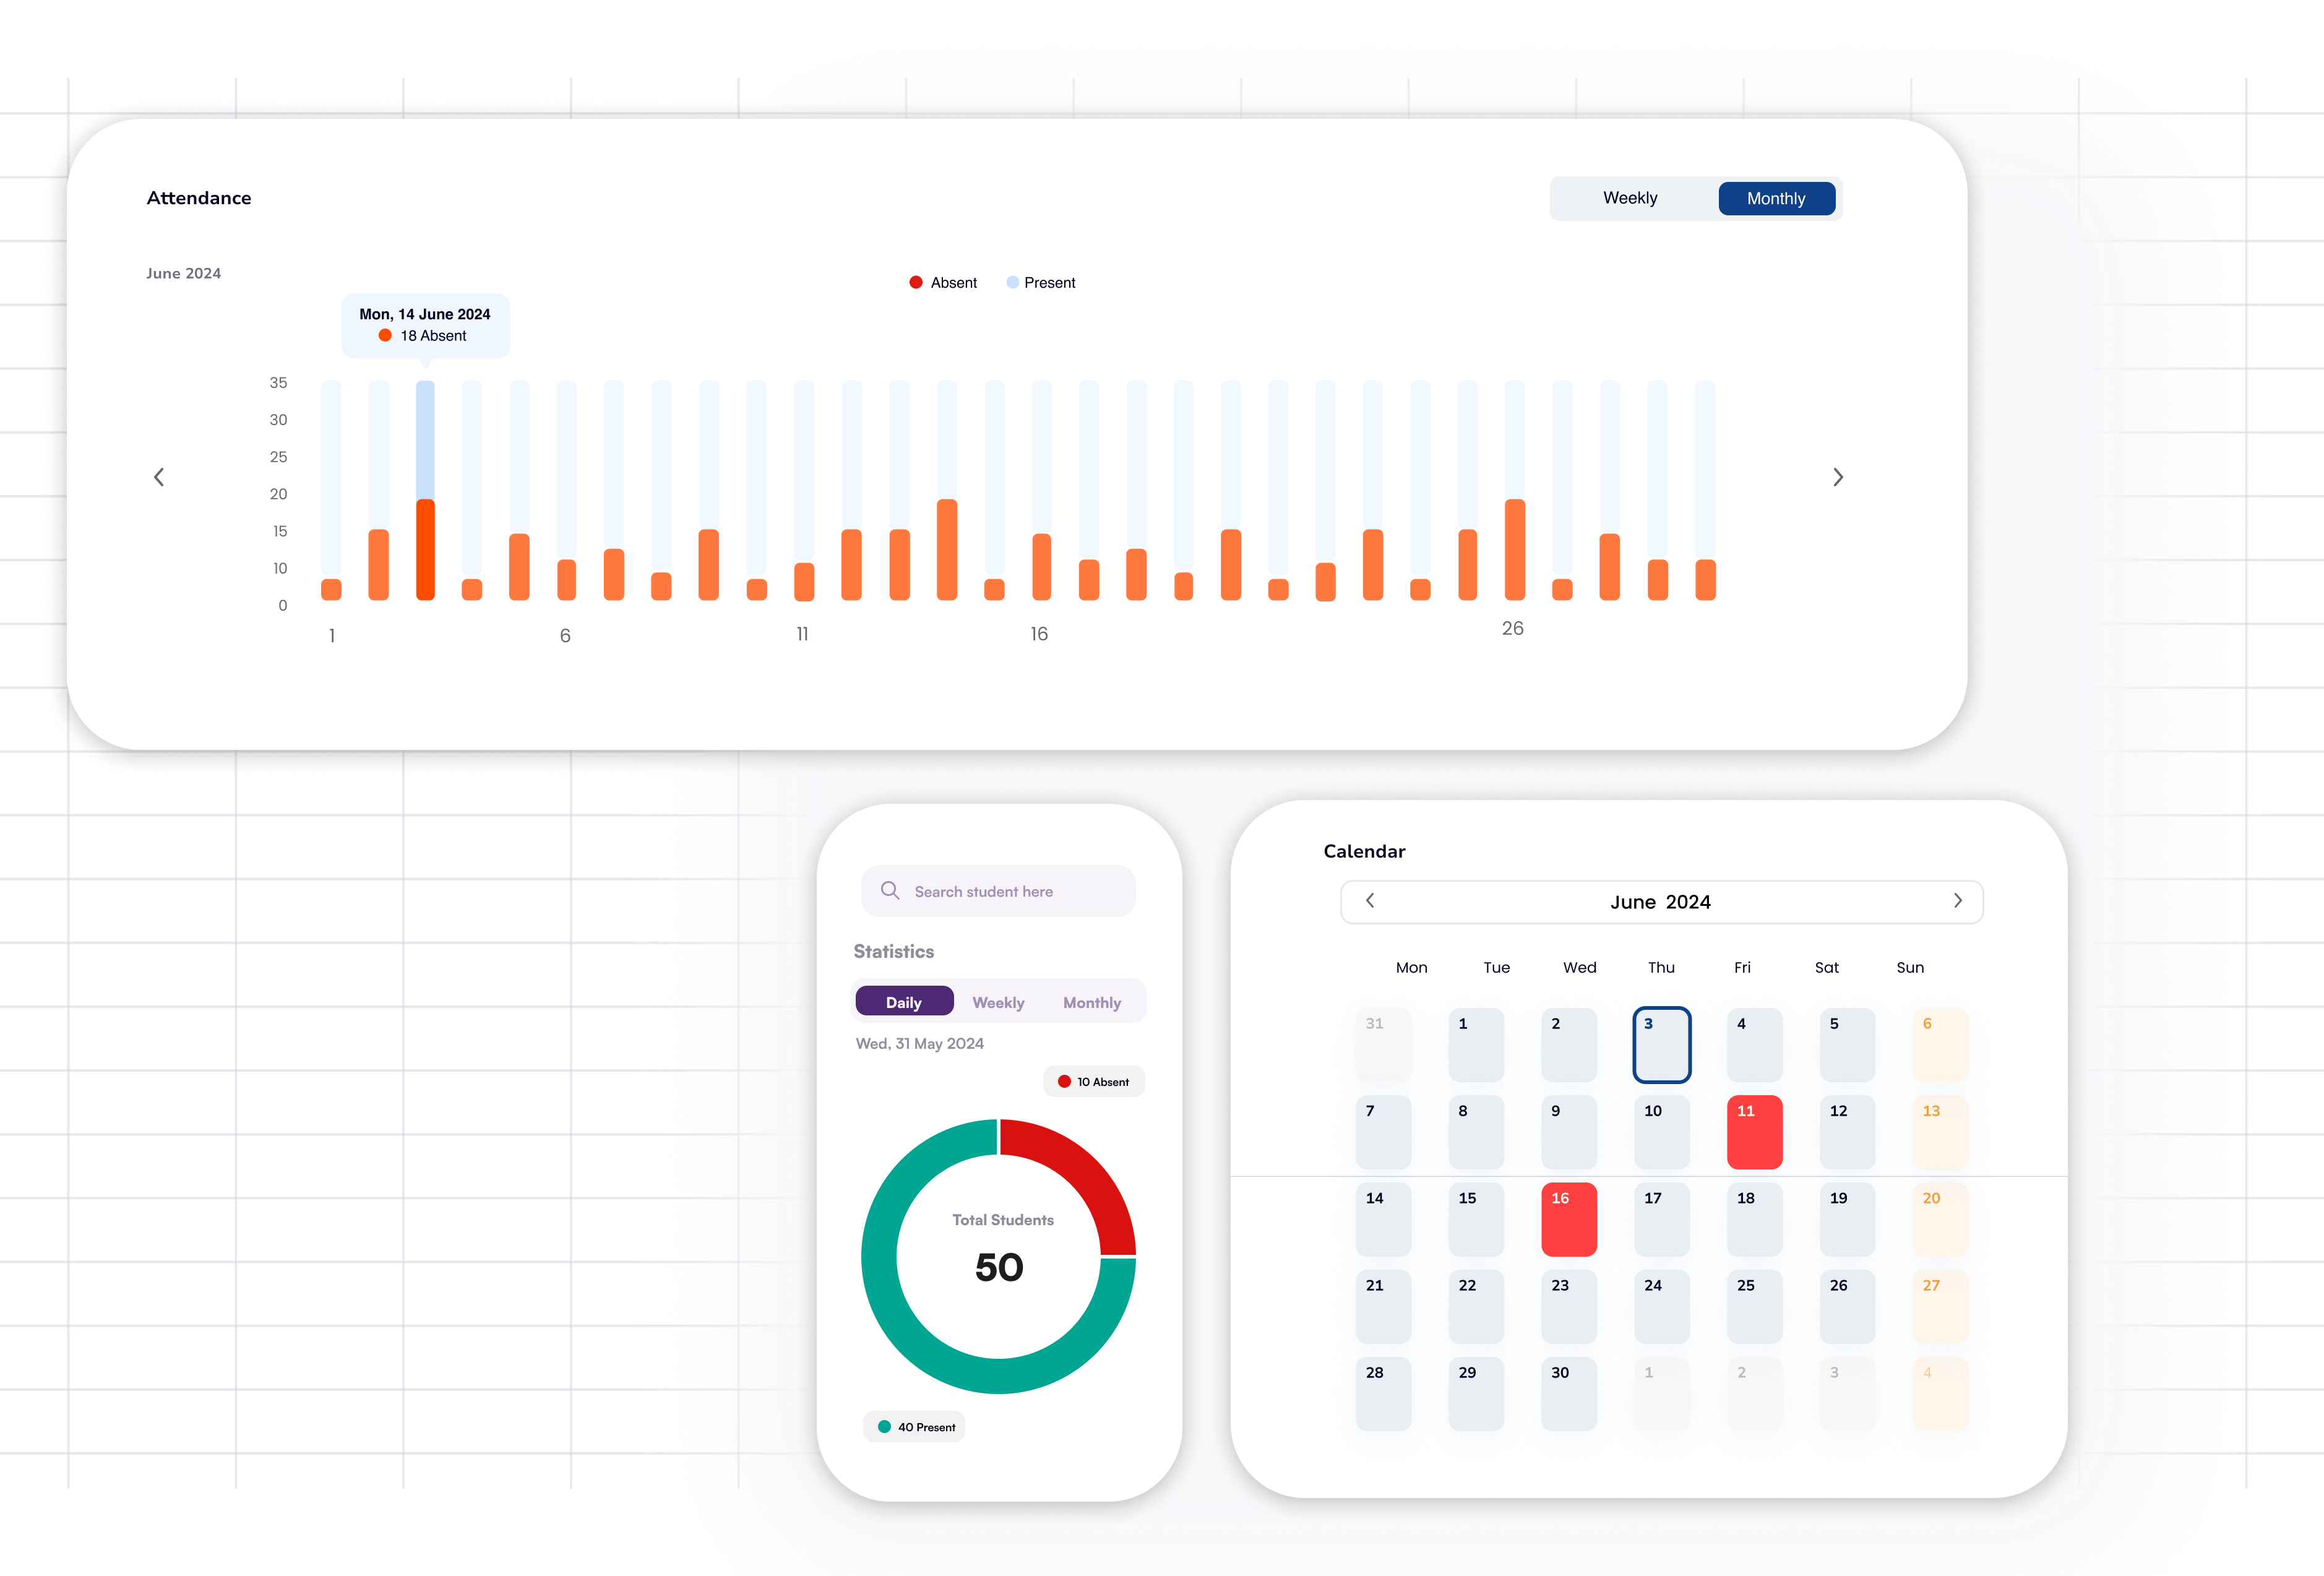 Attendance
Weekly Monthly
June 2024
Absent Present
Mon, 14 June 2024
18 Absent
35
30
25
20
15
10
0
1 6 11 16 26
Search student here
Statistics
Daily Weekly Monthly
Wed, 31 May 2024
10 Absent
Total Students
50
40 Present
Calendar
June 2024
Mon Tue Wed Thu Fri Sat Sun
31 1 2 3 4 5 6
7 8 9 10 11 12 13
14 15 16 17 18 19 20
21 22 23 24 25 26 27
28 29 30 1 2 3 4